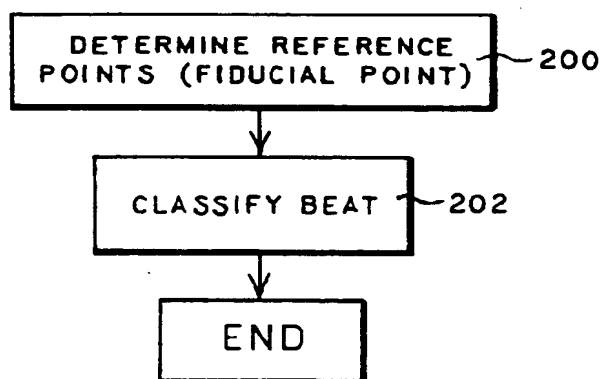 DETERMINE REFERENCE
POINTS (FIDUCIAL POINT)
200
CLASSIFY BEAT
202
END